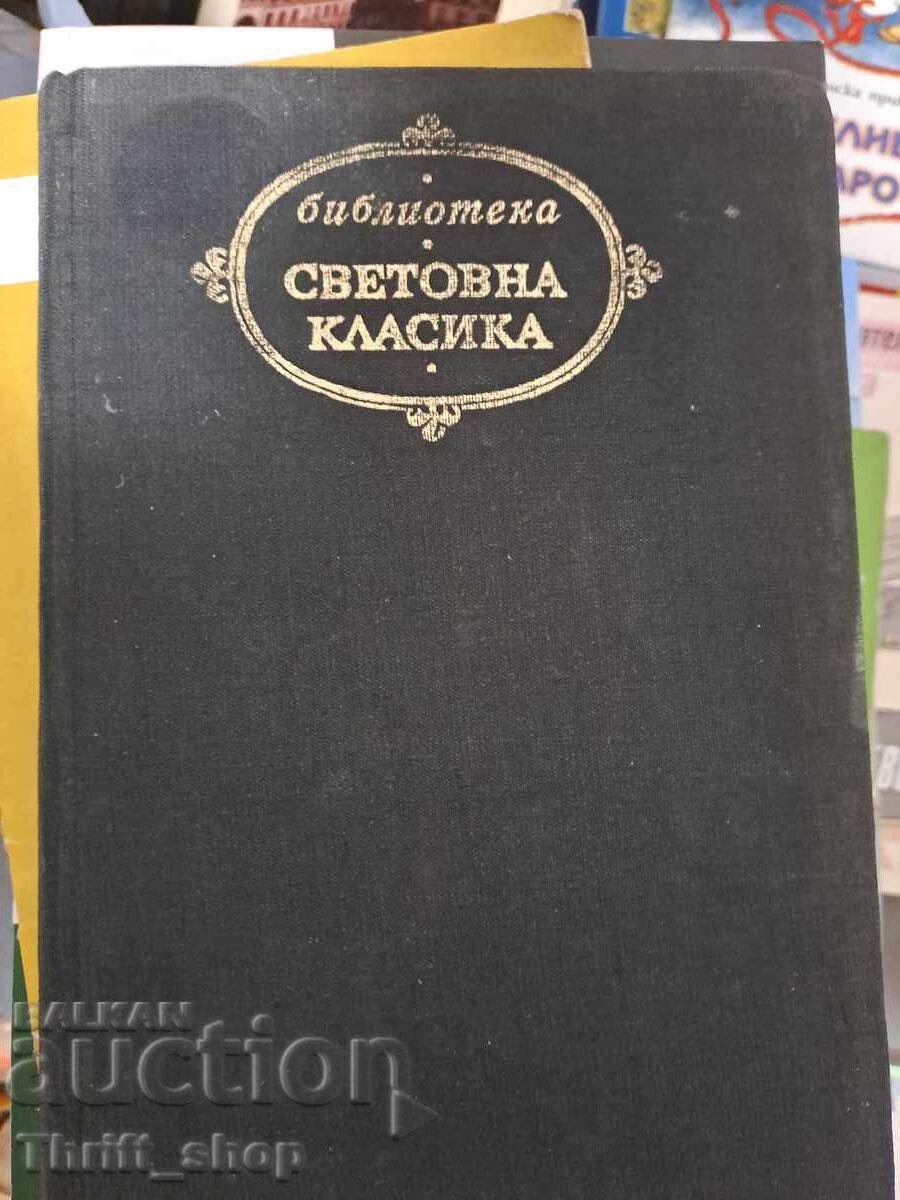 библиотека
СВЕТОВНА
КЛАСИКА
BALKAN
auction
Thrift_shop